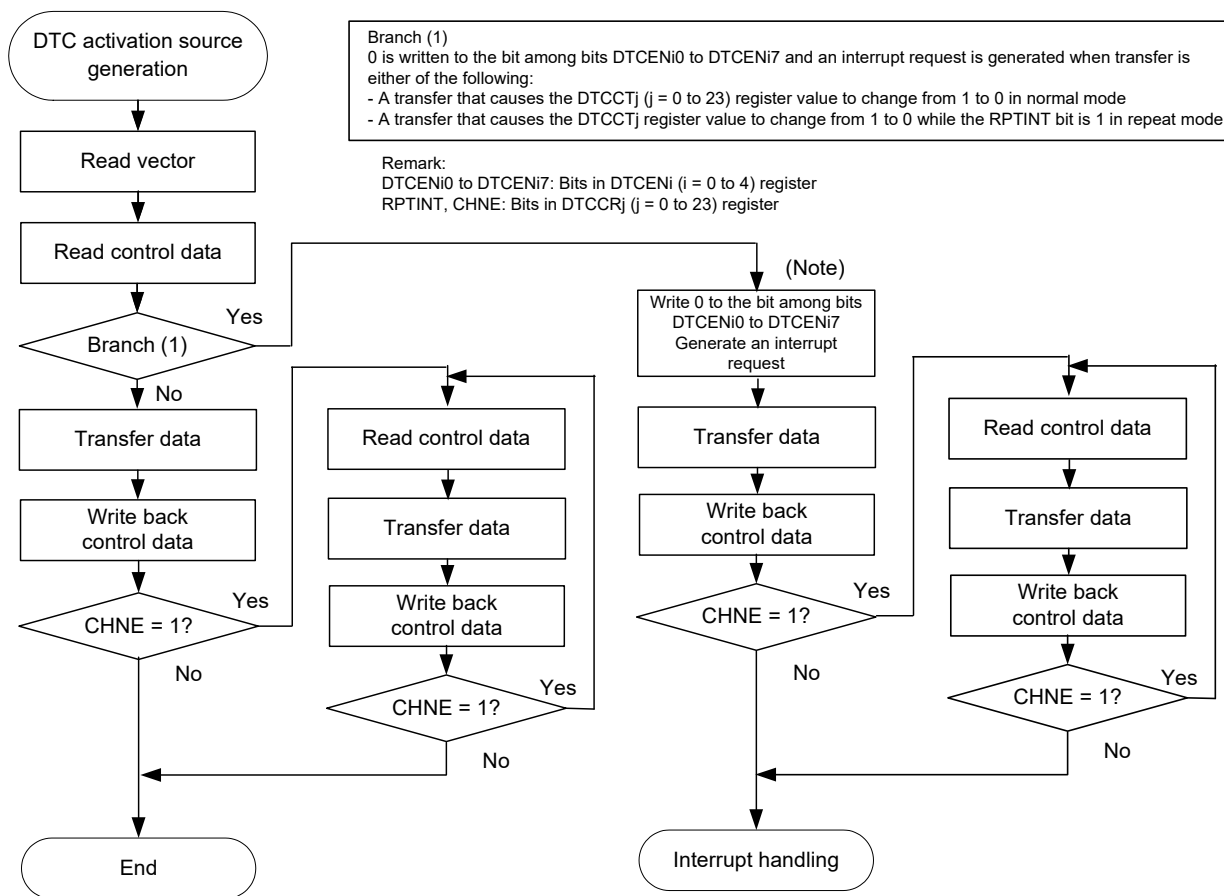 DTC activation source
generation
Branch (1)
0 is written to the bit among bits DTCENi0 to DTCENi7 and an interrupt request is generated when transfer is
either of the following:
- A transfer that causes the DTCCTj (j = 0 to 23) register value to change from 1 to 0 in normal mode
- A transfer that causes the DTCCTj register value to change from 1 to 0 while the RPTINT bit is 1 in repeat mode
Remark:
DTCENi0 to DTCENi7: Bits in DTCENi (i = 0 to 4) register
RPTINT, CHNE: Bits in DTCCRj (j = 0 to 23) register
Read vector
Read control data
Branch (1)
Yes
No
Transfer data
Write back
control data
CHNE = 1?
Yes
No
Read control data
Transfer data
Write back
control data
CHNE = 1?
Yes
No
End
(Note)
Write 0 to the bit among bits
DTCENi0 to DTCENi7
Generate an interrupt
request
Transfer data
Write back
control data
CHNE = 1?
Yes
No
Read control data
Transfer data
Write back
control data
CHNE = 1?
Yes
No
Interrupt handling